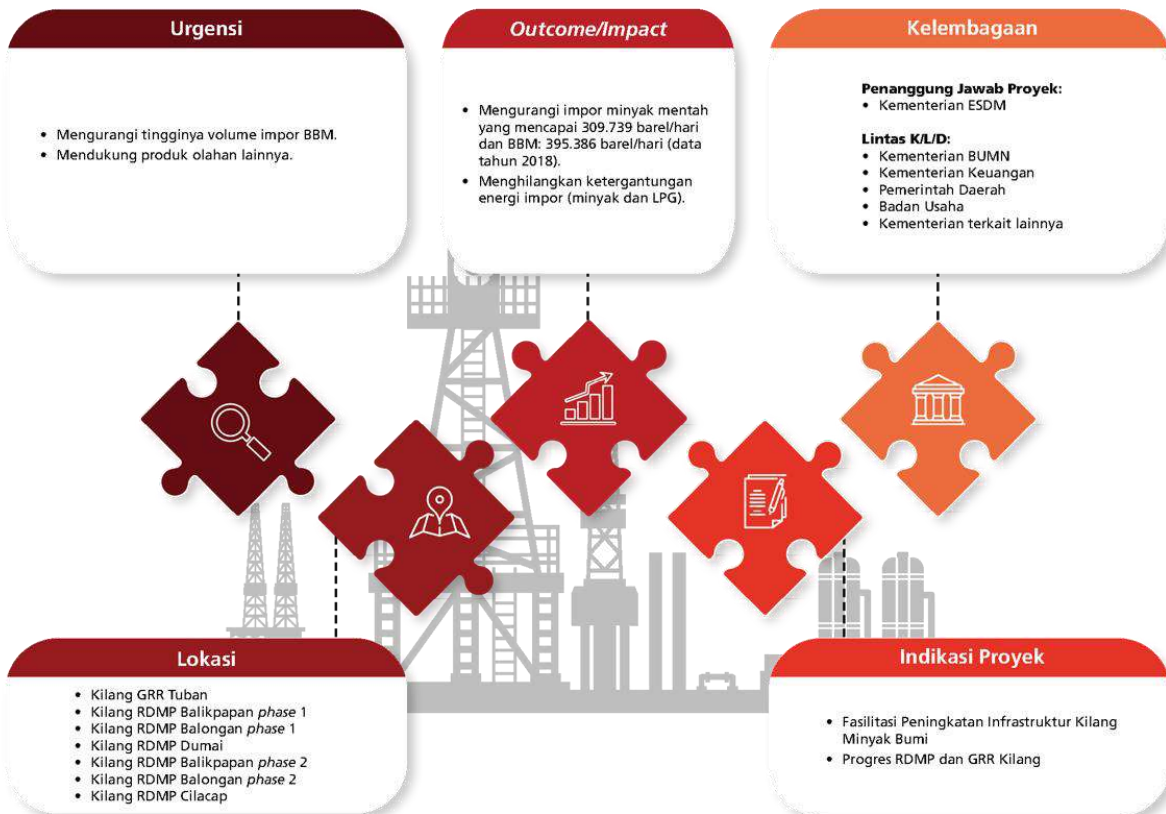 Urgensi
• Mengurangi tingginya volume impor BBM.
• Mendukung produk olahan lainnya.
Outcome/Impact
• Mengurangi impor minyak mentah
yang mencapai 309.739 barel/hari
dan BBM: 395.386 barel/hari (data
tahun 2018).
• Menghilangkan ketergantungan
energi impor (minyak dan LPG).
Kelembagaan
Penanggung Jawab Proyek:
• Kementerian ESDM
Lintas K/L/D:
• Kementerian BUMN
• Kementerian Keuangan
• Pemerintah Daerah
• Badan Usaha
• Kementerian terkait lainnya
Lokasi
• Kilang GRR Tuban
• Kilang RDMP Balikpapan phase 1
• Kilang RDMP Balongan phase 1
• Kilang RDMP Dumai
• Kilang RDMP Balikpapan phase 2
• Kilang RDMP Balongan phase 2
• Kilang RDMP Cilacap
Indikasi Proyek
• Fasilitasi Peningkatan Infrastruktur Kilang
Minyak Bumi
• Progres RDMP dan GRR Kilang